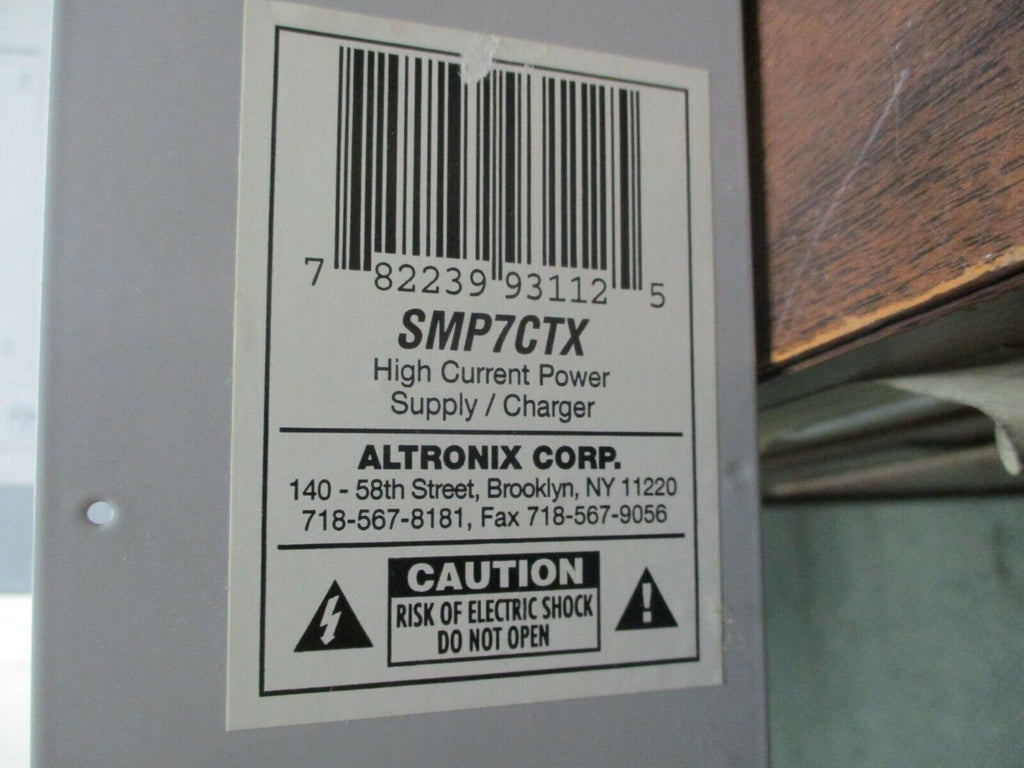 7 82239 93112 5
SMP7CTX
High Current Power
Supply / Charger
ALTRONIX CORP.
140 - 58th Street, Brooklyn, NY 11220
718-567-8181, Fax 718-567-9056
CAUTION
RISK OF ELECTRIC SHOCK
DO NOT OPEN